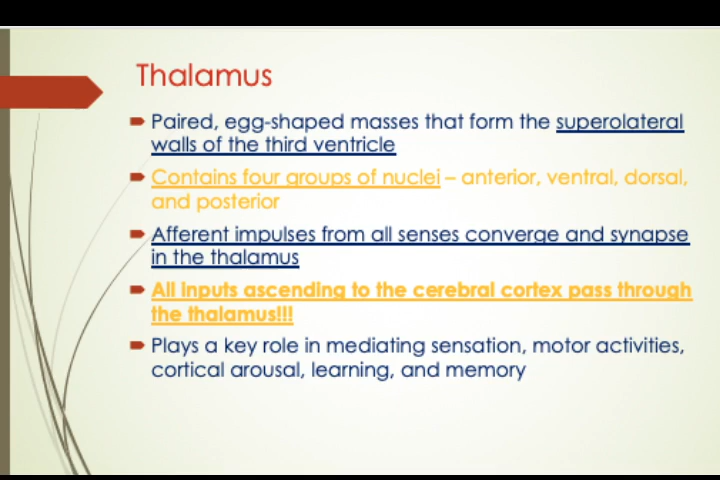 Thalamus
Paired, egg-shaped masses that form the superolateral
walls of the third ventricle
Contains four groups of nuclei – anterior, ventral, dorsal,
and posterior
Afferent impulses from all senses converge and synapse
in the thalamus
All inputs ascending to the cerebral cortex pass through
the thalamus!!!
Plays a key role in mediating sensation, motor activities,
cortical arousal, learning, and memory